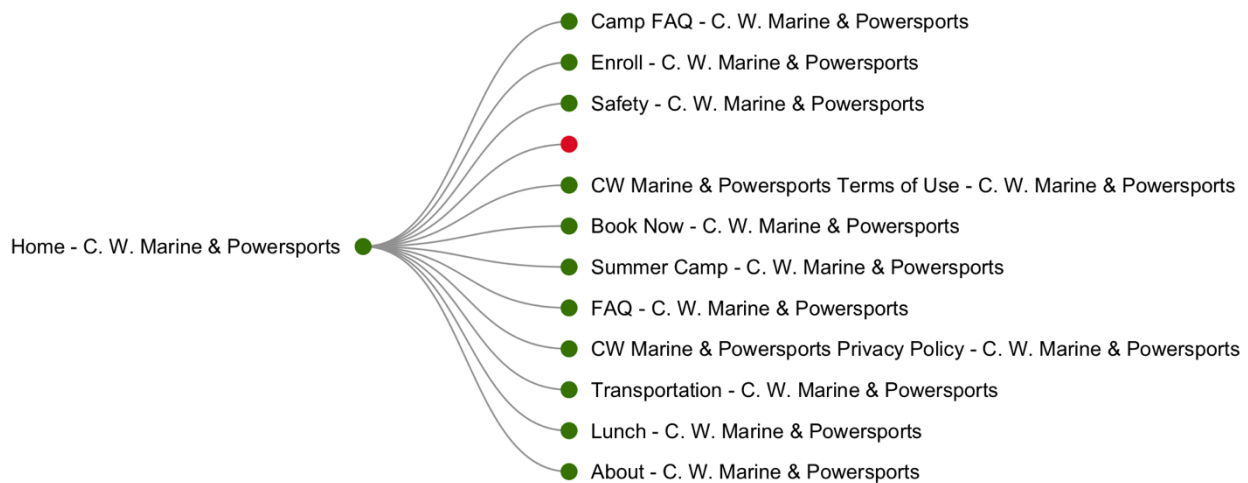 Camp FAQ - C. W. Marine & Powersports
Enroll - C. W. Marine & Powersports
Safety - C. W. Marine & Powersports
CW Marine & Powersports Terms of Use - C. W. Marine & Powersports
Book Now - C. W. Marine & Powersports
Home - C. W. Marine & Powersports
Summer Camp - C. W. Marine & Powersports
FAQ - C. W. Marine & Powersports
CW Marine & Powersports Privacy Policy - C. W. Marine & Powersports
Transportation - C. W. Marine & Powersports
Lunch - C. W. Marine & Powersports
About - C. W. Marine & Powersports